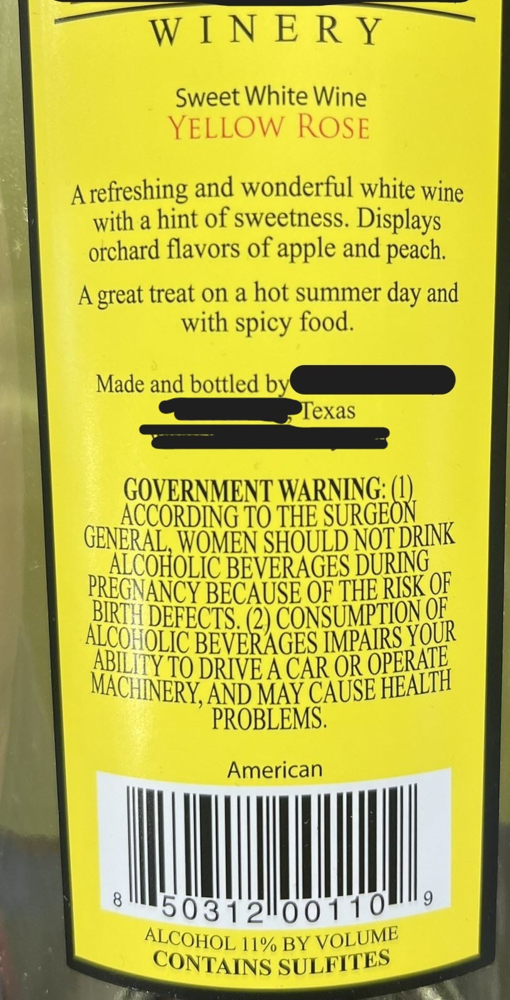 WINERY
Sweet White Wine
YELLOW ROSE
A refreshing and wonderful white wine
with a hint of sweetness. Displays
orchard flavors of apple and peach.
A great treat on a hot summer day and
with spicy food.
Made and bottled by
, Texas
GOVERNMENT WARNING: (1)
ACCORDING TO THE SURGEON
GENERAL, WOMEN SHOULD NOT DRINK
ALCOHOLIC BEVERAGES DURING
PREGNANCY BECAUSE OF THE RISK OF
BIRTH DEFECTS. (2) CONSUMPTION OF
ALCOHOLIC BEVERAGES IMPAIRS YOUR
ABILITY TO DRIVE A CAR OR OPERATE
MACHINERY, AND MAY CAUSE HEALTH
PROBLEMS.
American
8 50312 00110 9
ALCOHOL 11% BY VOLUME
CONTAINS SULFITES